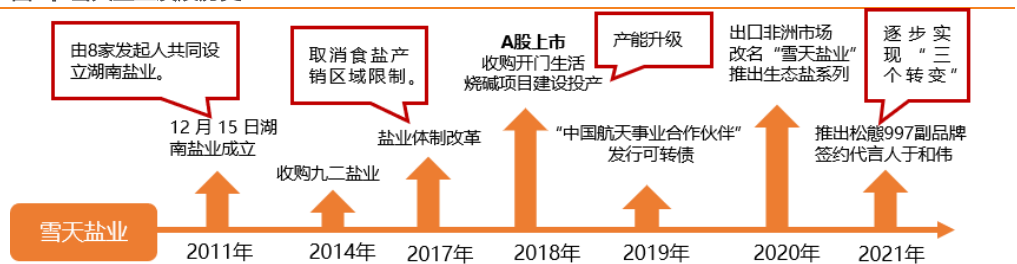 由8家发起人共同设
立湖南盐业。
12 月 15 日湖
南盐业成立
收购九二盐业
取消食盐产
销区域限制。
盐业体制改革
A股上市
收购开门生活
烧碱项目建设投产
产能升级
“中国航天事业合作伙伴”
发行可转债
出口非洲市场
改名“雪天盐业”
推出生态盐系列
逐步实
现“三
个转变”
推出松態997副品牌
签约代言人于和伟
雪天盐业
2011年
2014年
2017年
2018年
2019年
2020年
2021年